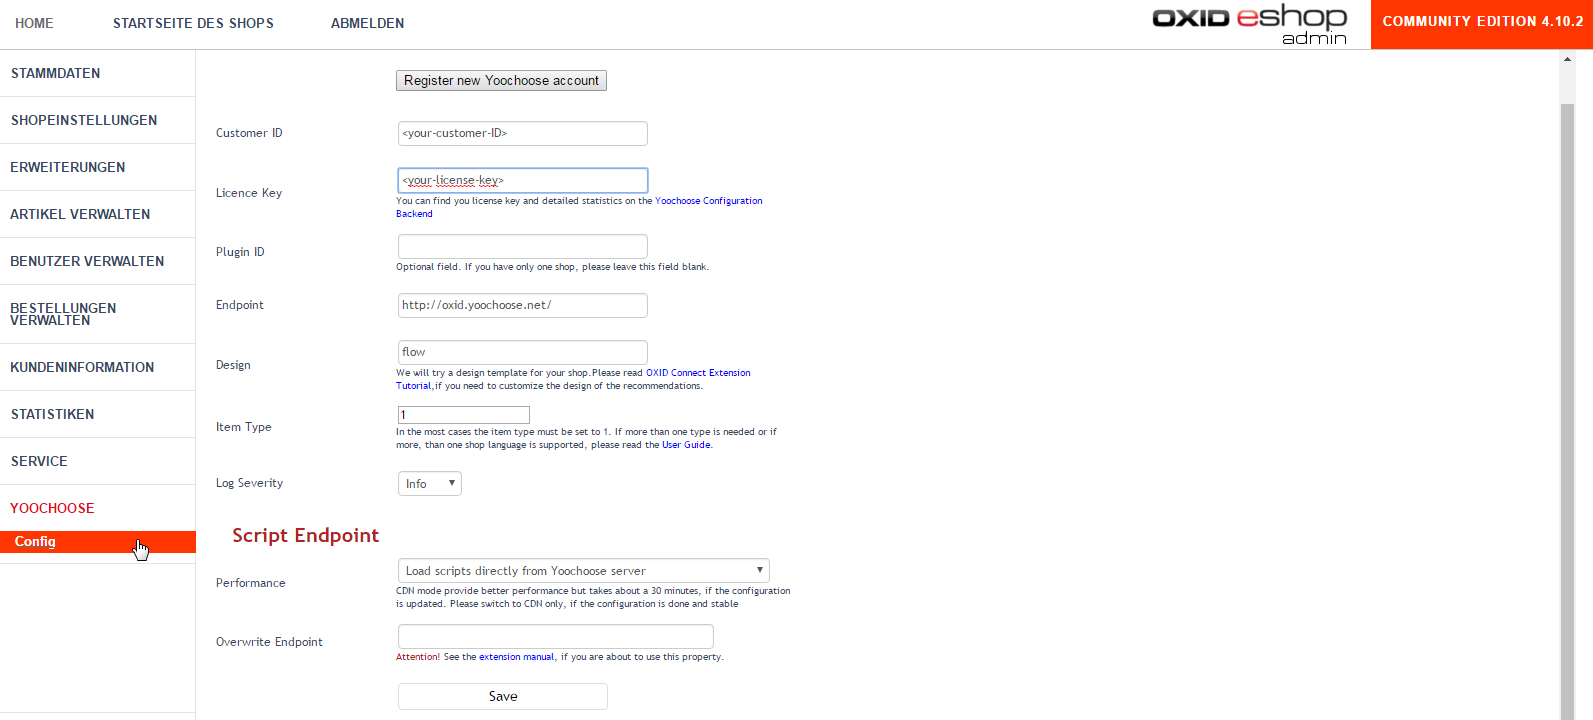 HOME STARTSEITE DES SHOPS ABMELDEN
OXID eshop
admin
COMMUNITY EDITION 4.10.2
STAMMDATEN
SHOPEINSTELLUNGEN
ERWEITERUNGEN
ARTIKEL VERWALTEN
BENUTZER VERWALTEN
BESTELLUNGEN
VERWALTEN
KUNDENINFORMATION
STATISTIKEN
SERVICE
YOOCHOOSE
Config
Register new Yoochoose account
Customer ID <your-customer-ID>
Licence Key <your-license-key>
You can find you license key and detailed statistics on the Yoochoose Configuration
Backend
Plugin ID
Optional field. If you have only one shop, please leave this field blank.
Endpoint http://oxid.yoochoose.net/
Design flow
We will try a design template for your shop.Please read OXID Connect Extension
Tutorial,if you need to customize the design of the recommendations.
Item Type 1
In the most cases the item type must be set to 1. If more than one type is needed or if
more, than one shop language is supported, please read the User Guide.
Log Severity Info
Script Endpoint
Performance Load scripts directly from Yoochoose server
CDN mode provide better performance but takes about a 30 minutes, if the configuration
is updated. Please switch to CDN only, if the configuration is done and stable
Overwrite Endpoint
Attention! See the extension manual, if you are about to use this property.
Save